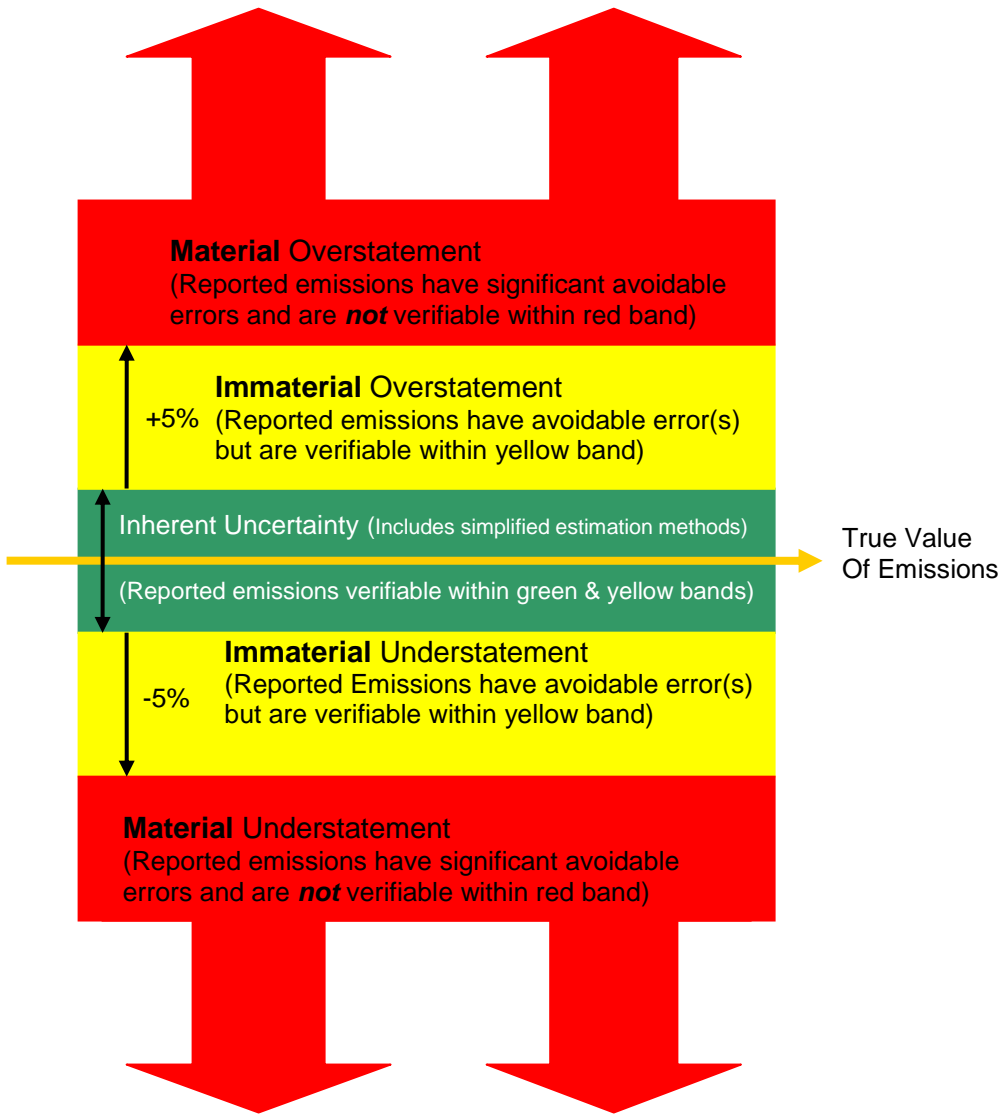 Material Overstatement
(Reported emissions have significant avoidable
errors and are not verifiable within red band)
Immaterial Overstatement
+5%
(Reported emissions have avoidable error(s)
but are verifiable within yellow band)
Inherent Uncertainty (Includes simplified estimation methods)
True Value
Of Emissions
(Reported emissions verifiable within green & yellow bands)
Immaterial Understatement
(Reported Emissions have avoidable error(s)
-5%
but are verifiable within yellow band)
Material Understatement
(Reported emissions have significant avoidable
errors and are not verifiable within red band)